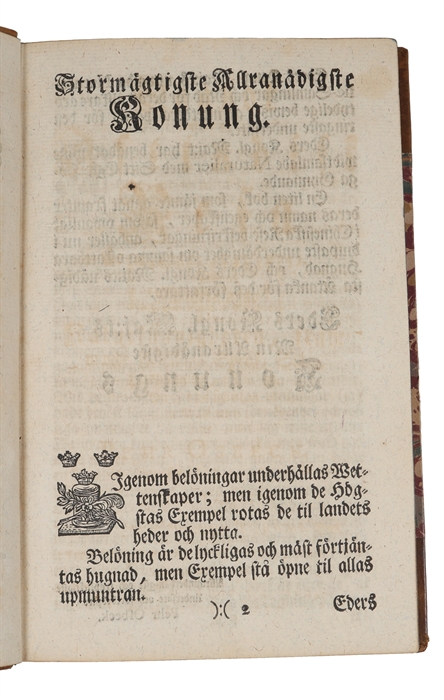 Stormägtigste Allranådigste
Konung.
Igenom belöningar underhållas Wet-
tenskaper; men igenom de Hög-
stas Exempel rotas de til landets
heder och nytta.
Belöning är de lyckligas och mäst förtjän-
tas hugnad, men Exempel stå öpne til allas
upmuntran.
):( 2 Eders